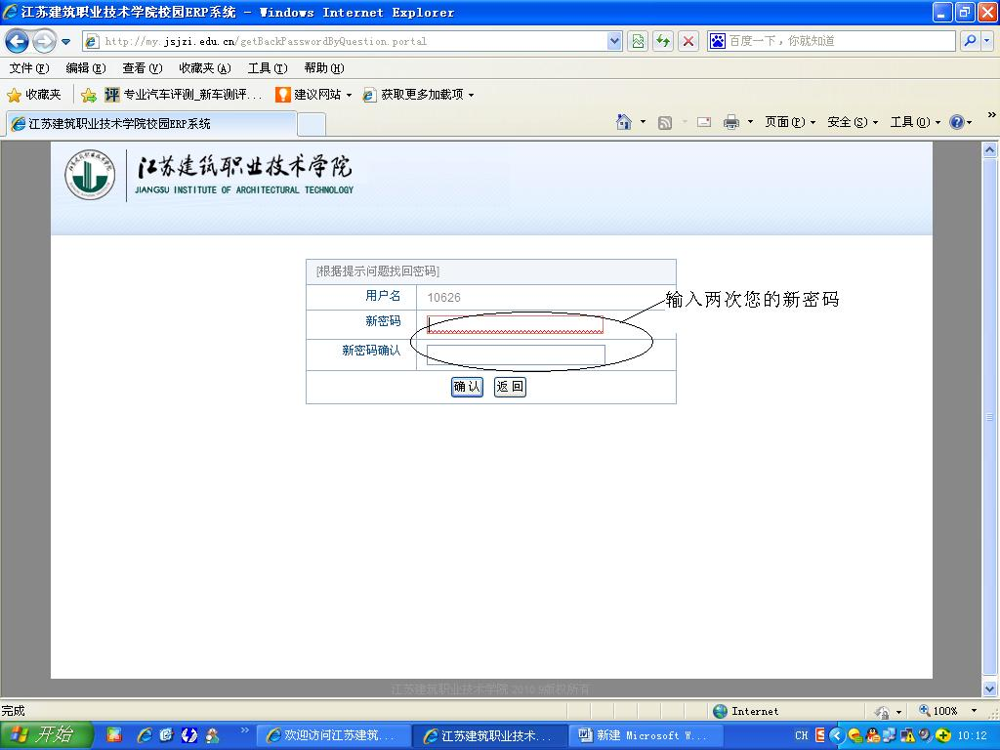 江苏建筑职业技术学院校园ERP系统 - Windows Internet Explorer
http://my.jsjzi.edu.cn/getBackPasswordByQuestion.portal
百度一下，你就知道
文件(F) 编辑(E) 查看(V) 收藏夹(A) 工具(T) 帮助(H)
收藏夹 评 专业汽车评测_新车测评... 建议网站 获取更多加载项
江苏建筑职业技术学院校园ERP系统
页面(P) 安全(S) 工具(O)
江苏建筑职业技术学院
JIANGSU INSTITUTE OF ARCHITECTURAL TECHNOLOGY
[根据提示问题找回密码]
用户名 10626
输入两次您的新密码
新密码
新密码确认
确 认 返 回
江苏建筑职业技术学院 2010.9版权所有
完成 Internet 100%
开始 欢迎访问江苏建筑... 江苏建筑职业技术... 新建 Microsoft W... CH 10:12